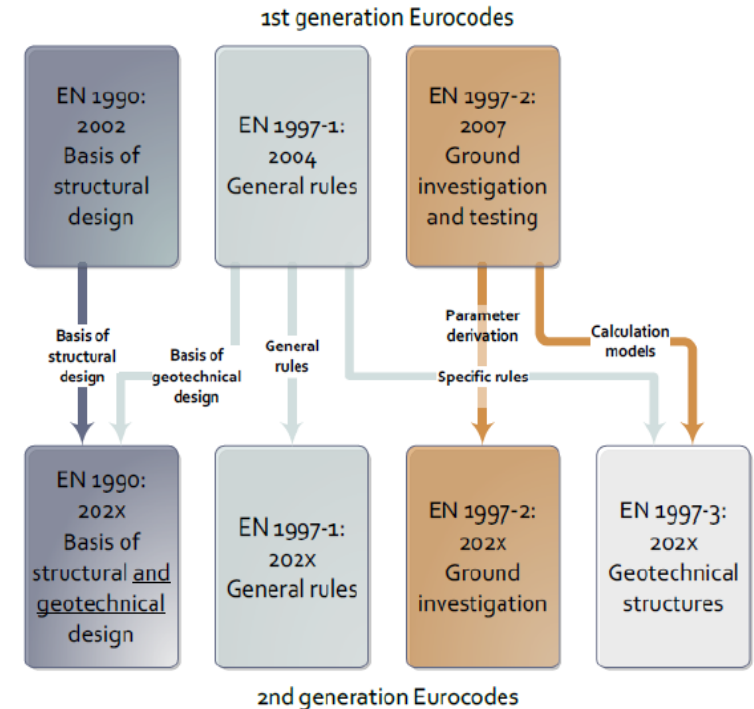 1st generation Eurocodes
EN 1990:
2002
Basis of
structural
design
EN 1997-1:
2004
General rules
EN 1997-2:
2007
Ground
investigation
and testing
Basis of
structural
design
Basis of
geotechnical
design
General
rules
Parameter
derivation
Specific rules
Calculation
models
EN 1990:
202X
Basis of
structural and
geotechnical
design
EN 1997-1:
202X
General rules
EN 1997-2:
202X
Ground
investigation
EN 1997-3:
202X
Geotechnical
structures
2nd generation Eurocodes